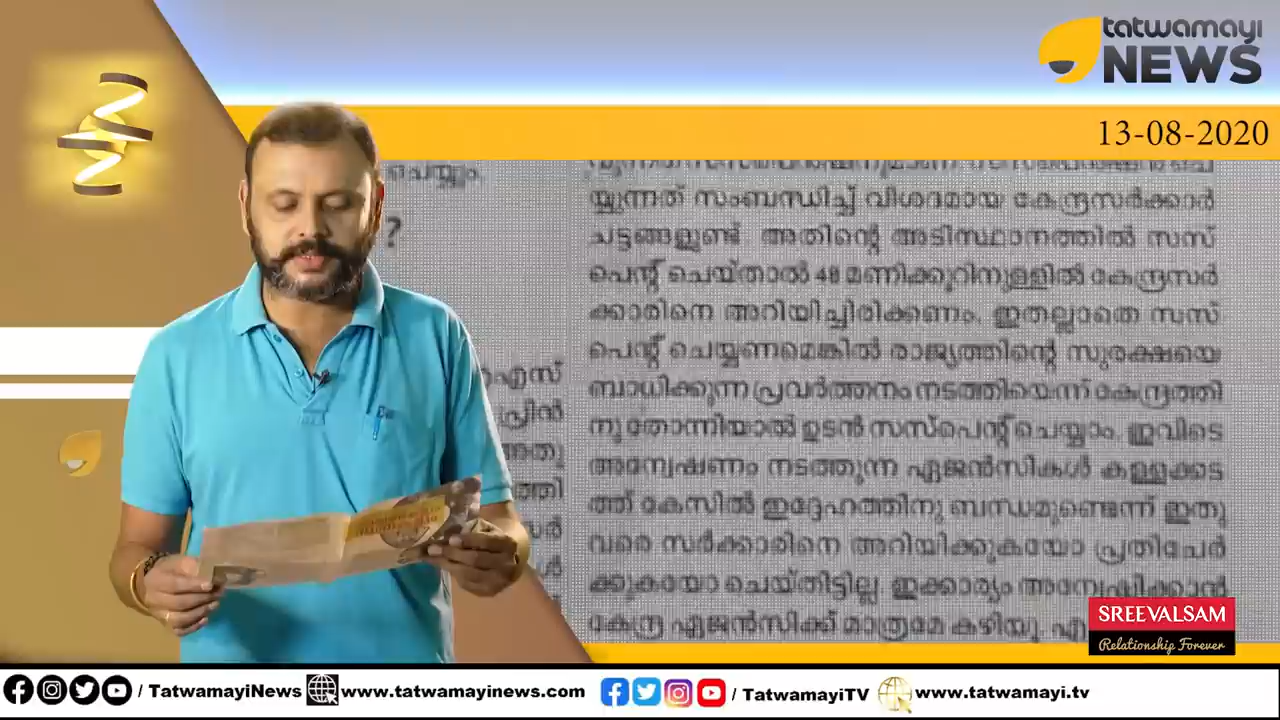 tatwamayi
NEWS
13-08-2020
ചെയ്യും.
?
യ്യുന്നത് സംബന്ധിച്ച് വിശദമായ കേന്ദ്രസർക്കാർ
ചട്ടങ്ങളുണ്ട് അതിന്റെ അടിസ്ഥാനത്തിൽ സസ്
പെന്റ് ചെയ്താൽ 48 മണിക്കൂറിനുള്ളിൽ കേന്ദ്രസർ
ക്കാരിനെ അറിയിച്ചിരിക്കണം. ഇതല്ലാതെ സസ്
പെന്റ് ചെയ്യണമെങ്കിൽ രാജ്യത്തിന്റെ സുരക്ഷയെ
ബാധിക്കുന്ന പ്രവർത്തനം നടത്തിയെന്ന് കേന്ദ്രത്തി
നു തോന്നിയാൽ ഉടൻ സസ്പെന്റ് ചെയ്യാം. ഇവിടെ
അന്വേഷണം നടത്തുന്ന ഏജൻസികൾ കള്ളക്കട
ത്ത് കേസിൽ ഇദ്ദേഹത്തിനു ബന്ധമുണ്ടെന്ന് ഇതു
വരെ സർക്കാരിനെ അറിയിക്കുകയോ പ്രതിചേർ
ക്കുകയോ ചെയ്തിട്ടില്ല. ഇക്കാര്യം അന്വേഷിക്കാൻ
കേന്ദ്ര ഏജൻസിക്ക് മാത്രമേ കഴിയൂ.
SREEVALSAM
Relationship Forever
/ TatwamayiNews www.tatwamayinews.com / TatwamayiTV www.tatwamayi.tv